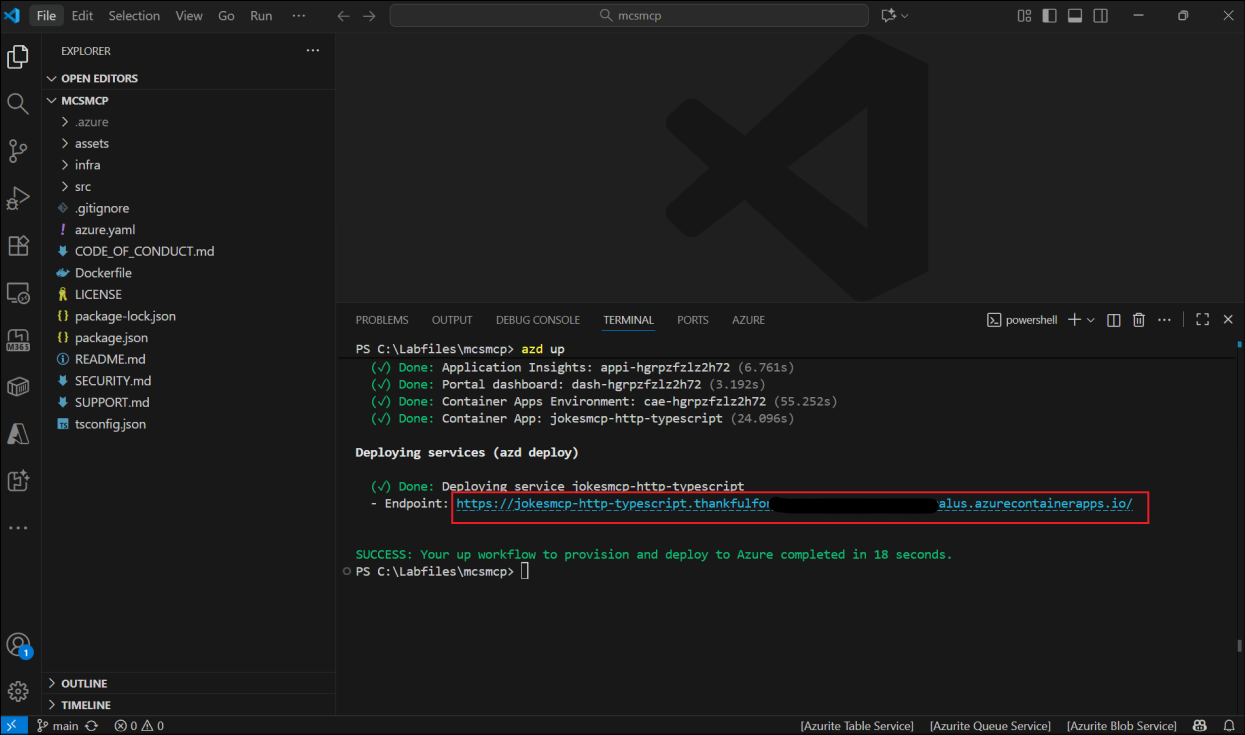 File Edit Selection View Go Run ··· mcsmcp
EXPLORER ···
OPEN EDITORS
MCSMCP
.azure
assets
infra
src
.gitignore
azure.yaml
CODE_OF_CONDUCT.md
Dockerfile
LICENSE
package-lock.json
package.json
README.md
SECURITY.md
SUPPORT.md
tsconfig.json
M365
1
OUTLINE
TIMELINE
PROBLEMS OUTPUT DEBUG CONSOLE TERMINAL PORTS AZURE powershell
PS C:\Labfiles\mcsmcp> azd up
(✓) Done: Application Insights: appi-hgrpzfzlz2h72 (6.761s)
(✓) Done: Portal dashboard: dash-hgrpzfzlz2h72 (3.192s)
(✓) Done: Container Apps Environment: cae-hgrpzfzlz2h72 (55.252s)
(✓) Done: Container App: jokesmcp-http-typescript (24.096s)
Deploying services (azd deploy)
(✓) Done: Deploying service jokesmcp-http-typescript
- Endpoint: https://jokesmcp-http-typescript.thankfulfor alus.azurecontainerapps.io/
SUCCESS: Your up workflow to provision and deploy to Azure completed in 18 seconds.
PS C:\Labfiles\mcsmcp>
main 0 0 [Azurite Table Service] [Azurite Queue Service] [Azurite Blob Service]